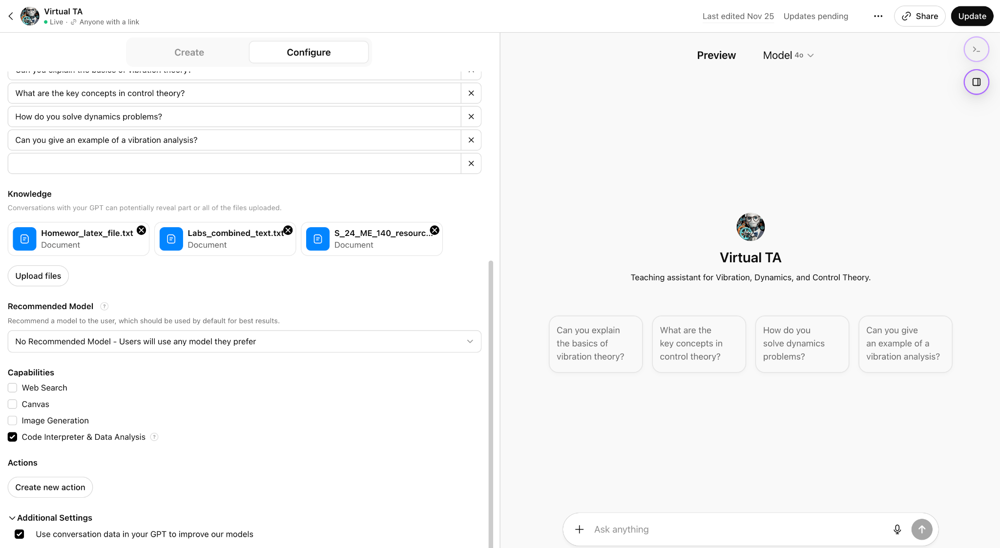 Virtual TA
Live · Anyone with a link
Last edited Nov 25
Updates pending
Share
Update
Create
Configure
Can you explain the basics of vibration theory?
What are the key concepts in control theory?
How do you solve dynamics problems?
Can you give an example of a vibration analysis?
Knowledge
Conversations with your GPT can potentially reveal part or all of the files uploaded.
Homewor_latex_file.txt
Document
Labs_combined_text.txt
Document
S_24_ME_140_resourc...
Document
Upload files
Recommended Model ?
Recommend a model to the user, which should be used by default for best results.
No Recommended Model - Users will use any model they prefer
Capabilities
Web Search
Canvas
Image Generation
Code Interpreter & Data Analysis ?
Actions
Create new action
Additional Settings
Use conversation data in your GPT to improve our models
Preview
Model 4o
Virtual TA
Teaching assistant for Vibration, Dynamics, and Control Theory.
Can you explain
the basics of
vibration theory?
What are the
key concepts in
control theory?
How do you
solve dynamics
problems?
Can you give
an example of a
vibration analysis?
Ask anything